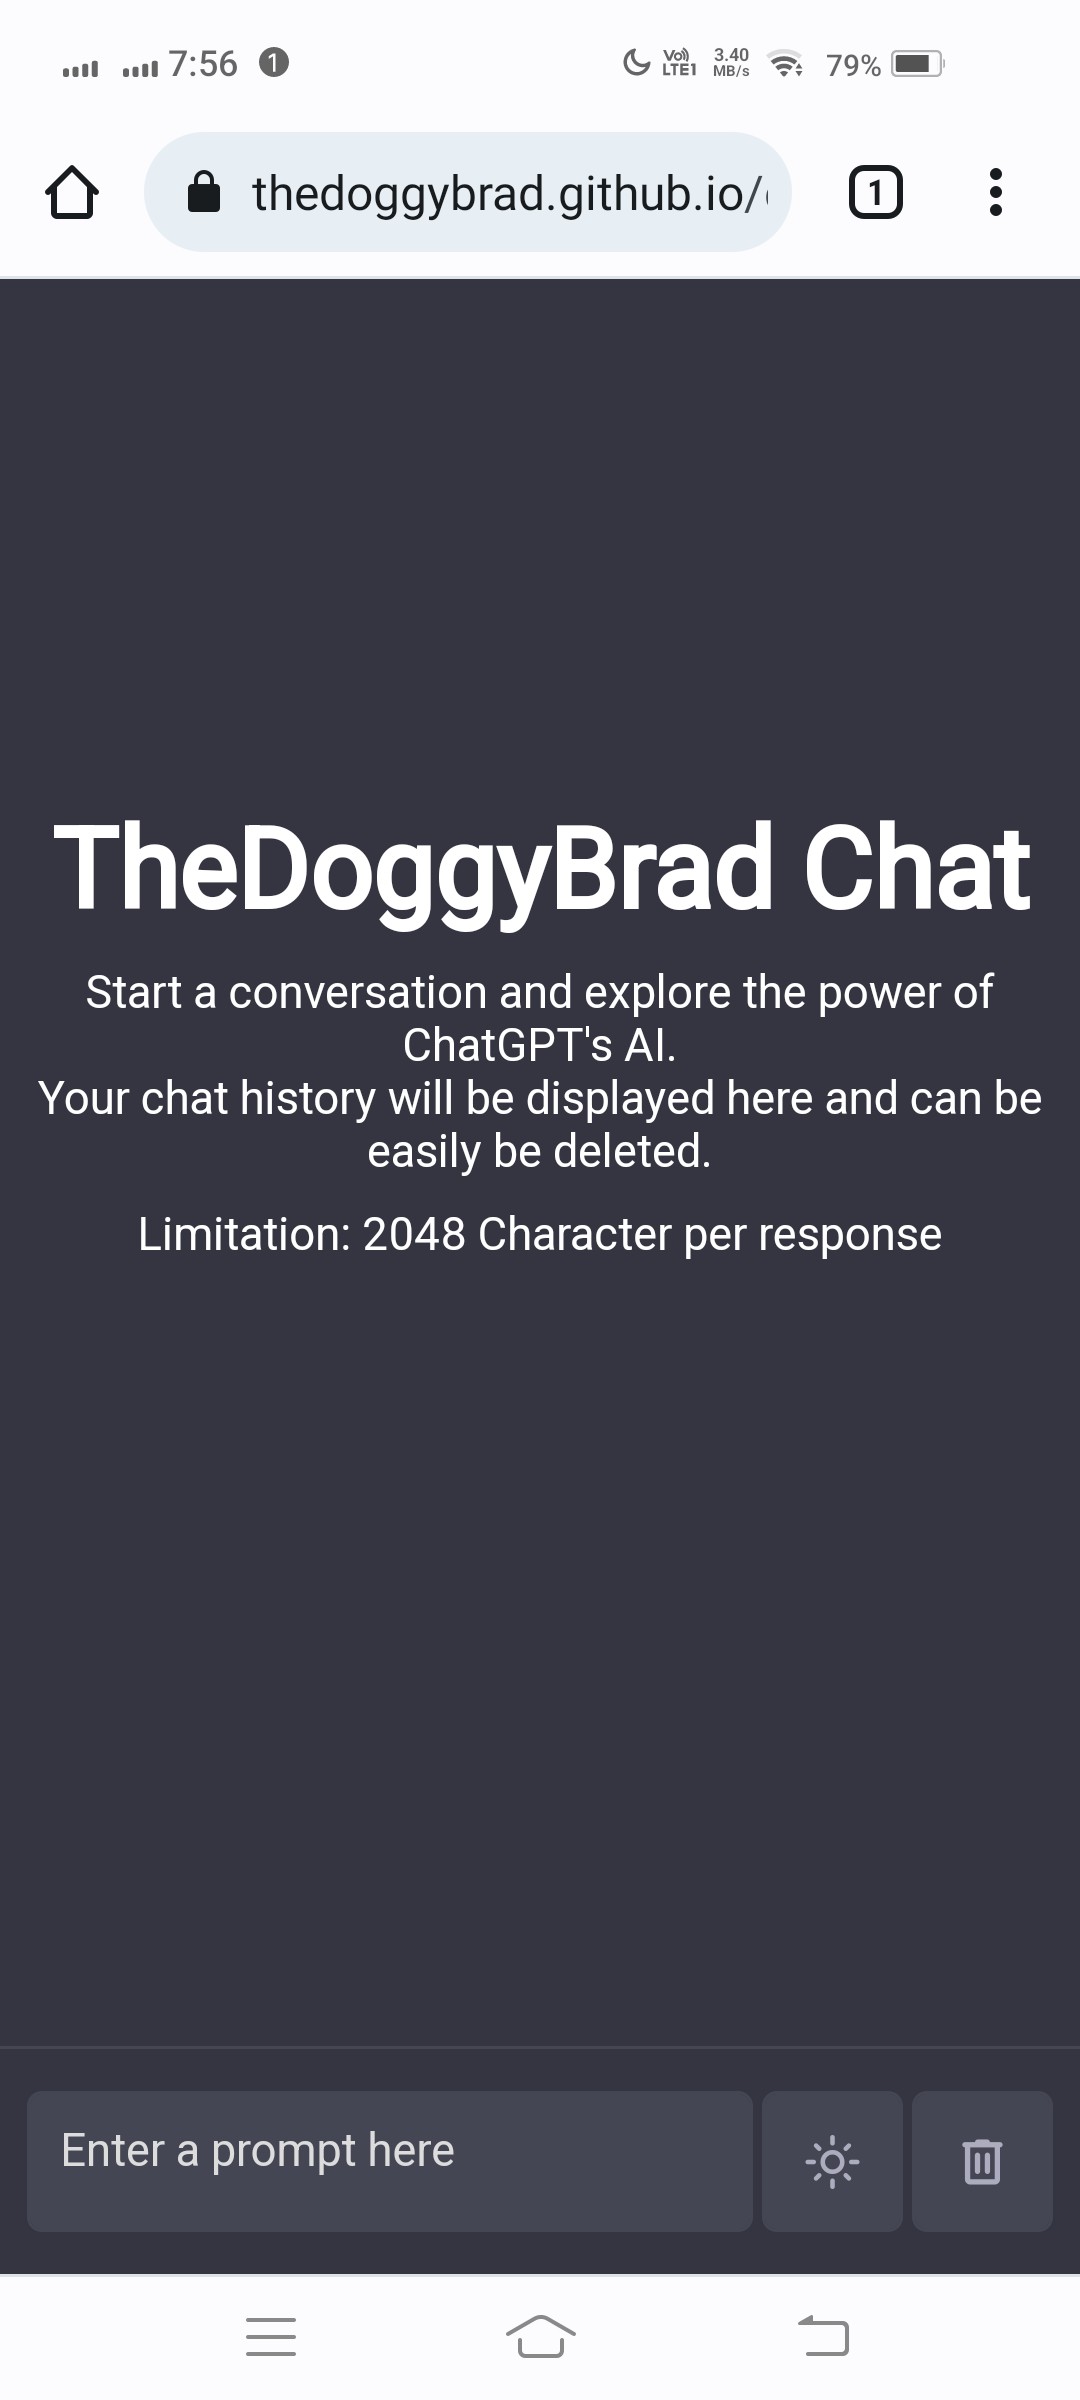 7:56 1 Vo) LTE1 3.40 MB/s 79%
thedoggybrad.github.io/
1
TheDoggyBrad Chat
Start a conversation and explore the power of
ChatGPT's AI.
Your chat history will be displayed here and can be
easily be deleted.
Limitation: 2048 Character per response
Enter a prompt here